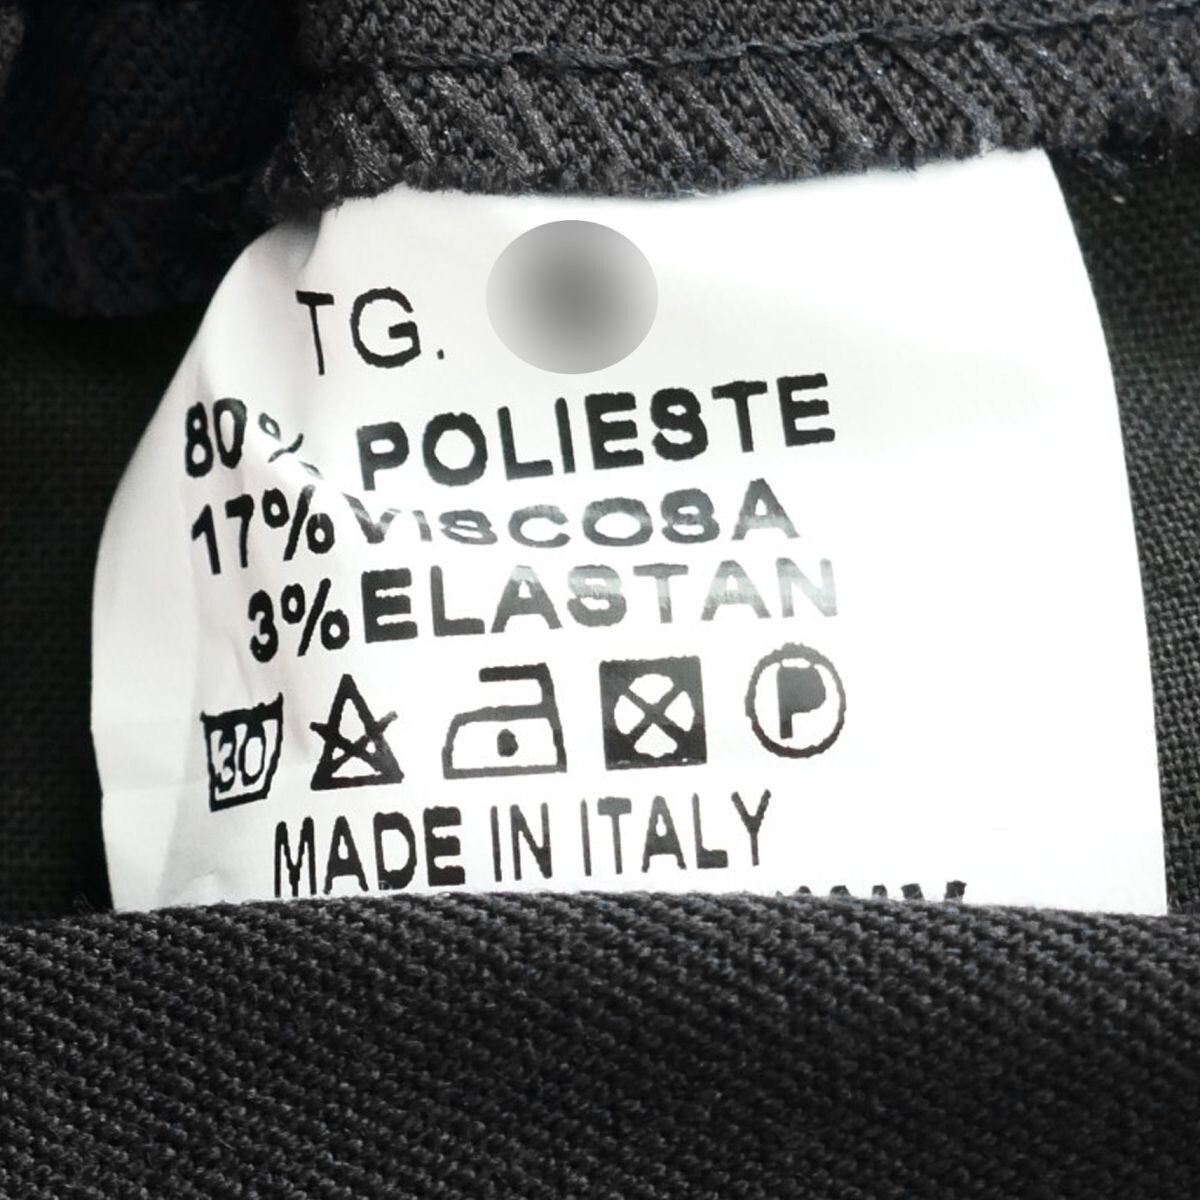 TG.
80% POLIESTE
17% VISCOSA
3% ELASTAN
30 P
MADE IN ITALY